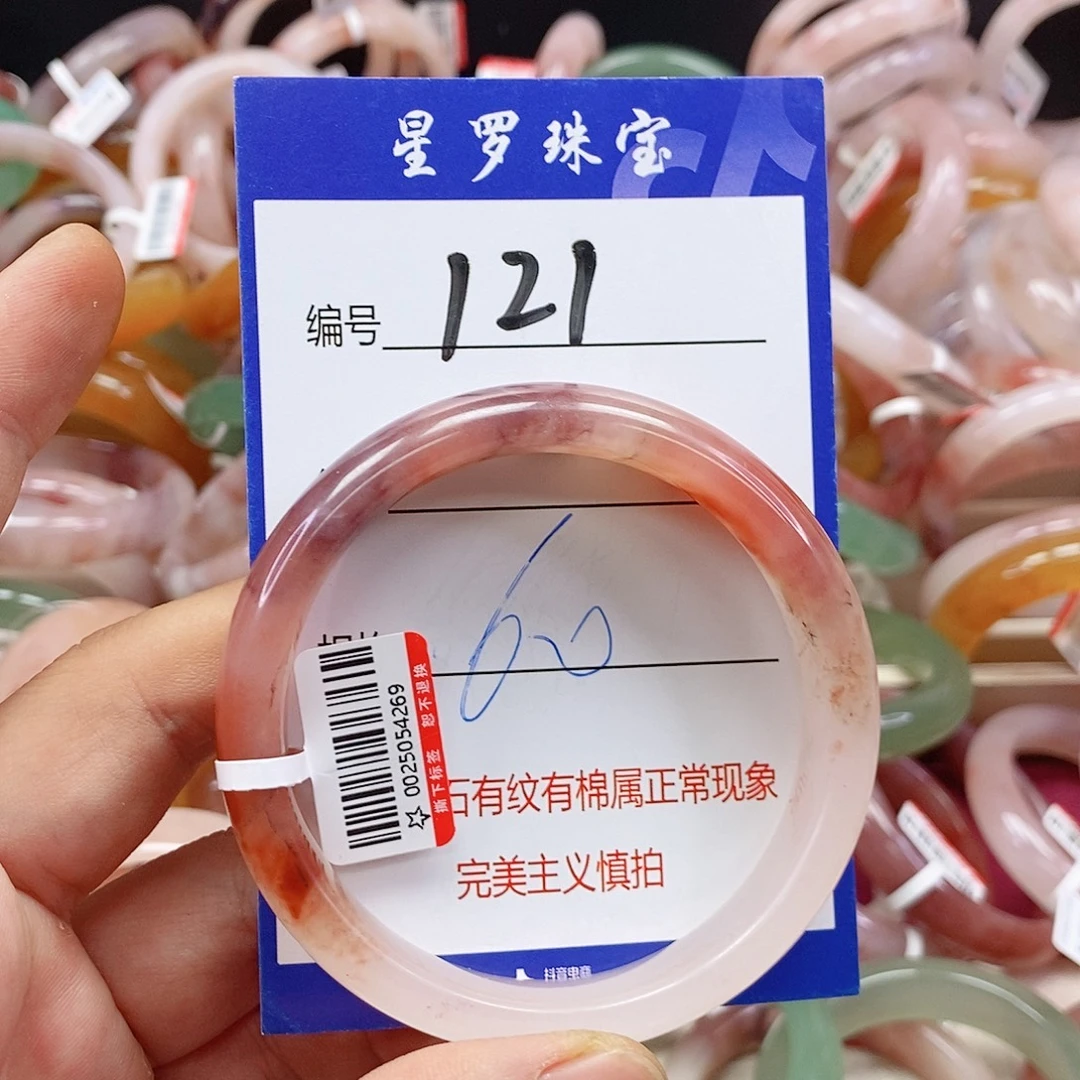 星罗珠宝
编号 121
60
0025054269
撕下标签 恕不退换
石有纹有棉属正常现象
完美主义慎拍
抖音电商